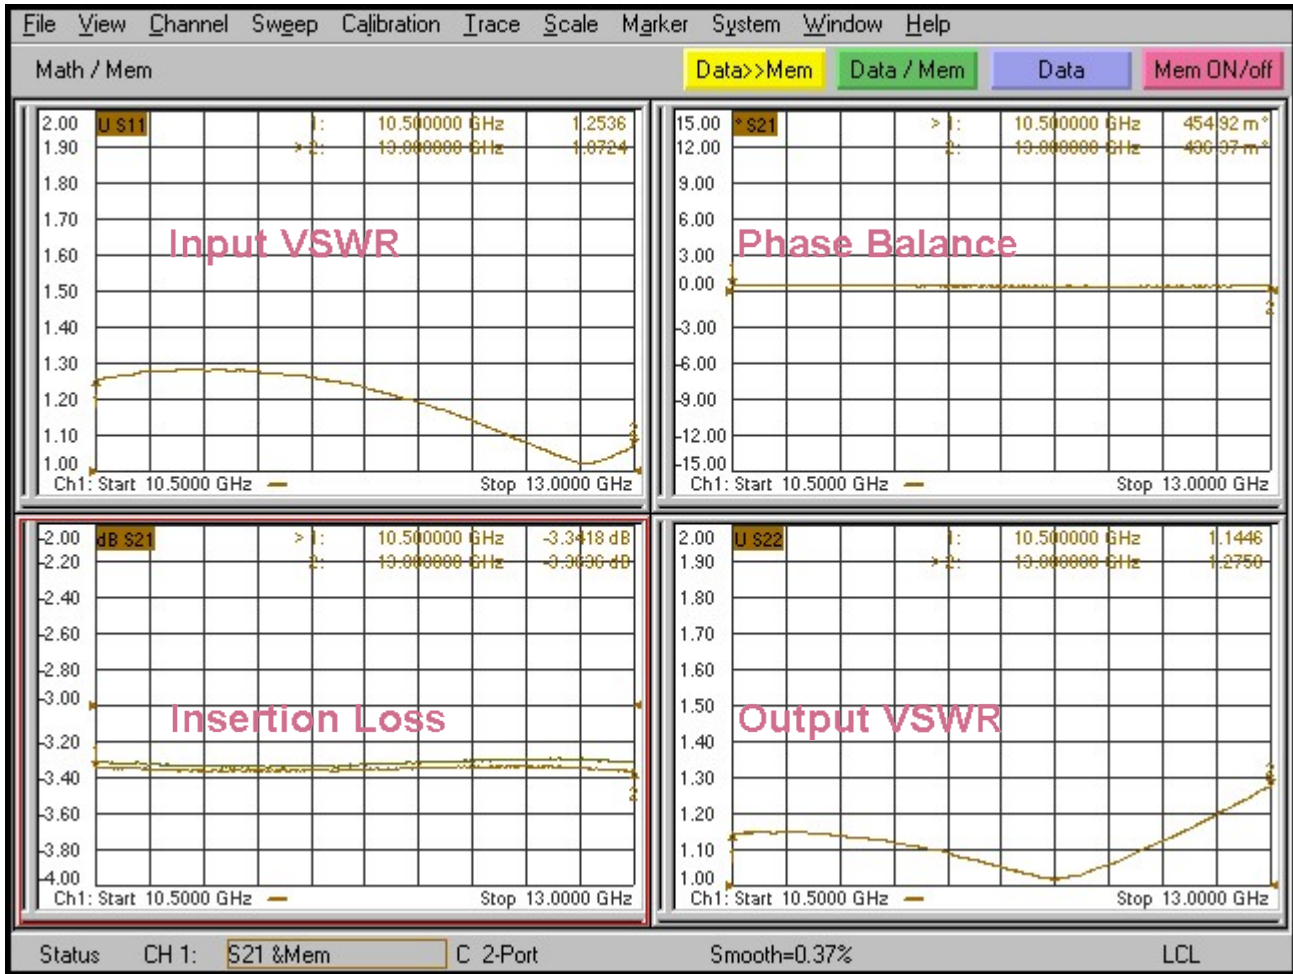 File View Channel Sweep Calibration Trace Scale Marker System Window Help
Math / Mem Data>>Mem Data / Mem Data Mem ON/off
2.00 U S11 1: 10.500000 GHz 1.2536
1.90 > 2: 13.000000 GHz 1.0724
1.80
1.70
Input VSWR
1.60
1.50
1.40
1.30
1.20
1.10
1.00
Ch1: Start 10.5000 GHz Stop 13.0000 GHz
15.00 ° S21 > 1: 10.500000 GHz 454.92 m°
12.00 2: 13.000000 GHz 436.37 m°
9.00
6.00
Phase Balance
3.00
0.00
-3.00
-6.00
-9.00
-12.00
-15.00
Ch1: Start 10.5000 GHz Stop 13.0000 GHz
-2.00 dB S21 > 1: 10.500000 GHz -3.3418 dB
-2.20 2: 13.000000 GHz
-2.40
-2.60
-2.80
-3.00
Insertion Loss
-3.20
-3.40
-3.60
-3.80
-4.00
Ch1: Start 10.5000 GHz Stop 13.0000 GHz
2.00 U S22 1: 10.500000 GHz 1.1446
1.90 > 2: 13.000000 GHz 1.2750
1.80
1.70
1.60
1.50
Output VSWR
1.40
1.30
1.20
1.10
1.00
Ch1: Start 10.5000 GHz Stop 13.0000 GHz
Status CH 1: S21 &Mem C 2-Port Smooth=0.37% LCL